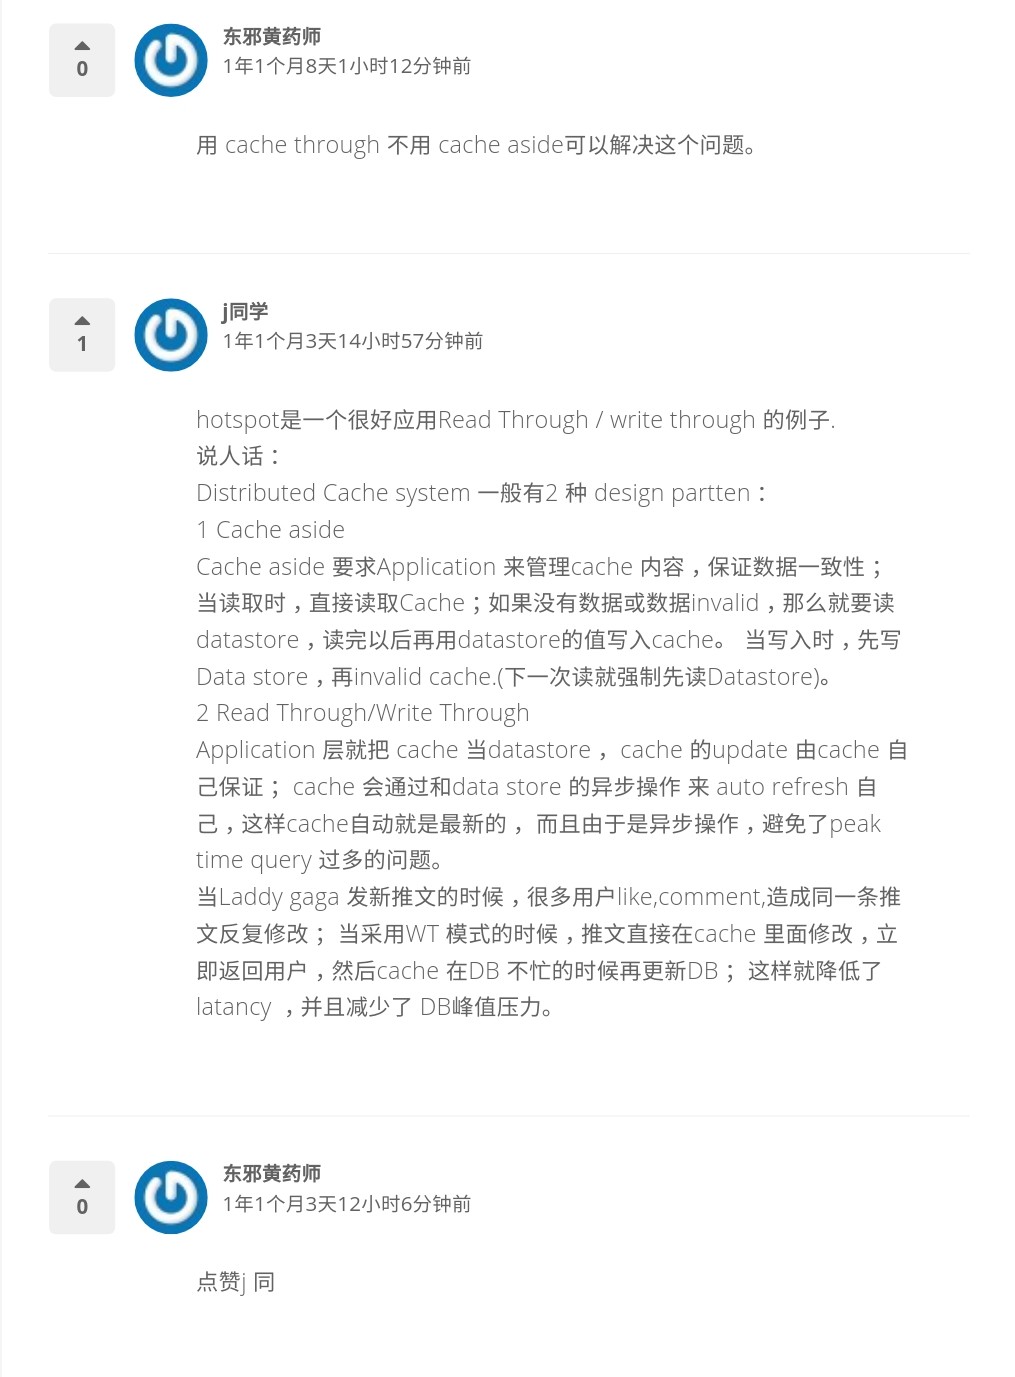 0
东邪黄药师
1年1个月8天1小时12分钟前
用 cache through 不用 cache aside可以解决这个问题。
1
j同学
1年1个月3天14小时57分钟前
hotspot是一个很好应用Read Through / write through 的例子.
说人话：
Distributed Cache system 一般有2 种 design partten：
1 Cache aside
Cache aside 要求Application 来管理cache 内容，保证数据一致性；
当读取时，直接读取Cache；如果没有数据或数据invalid，那么就要读
datastore，读完以后再用datastore的值写入cache。 当写入时，先写
Data store，再invalid cache.(下一次读就强制先读Datastore)。
2 Read Through/Write Through
Application 层就把 cache 当datastore， cache 的update 由cache 自
己保证； cache 会通过和data store 的异步操作 来 auto refresh 自
己，这样cache自动就是最新的， 而且由于是异步操作，避免了peak
time query 过多的问题。
当Laddy gaga 发新推文的时候，很多用户like,comment,造成同一条推
文反复修改； 当采用WT 模式的时候，推文直接在cache 里面修改，立
即返回用户，然后cache 在DB 不忙的时候再更新DB； 这样就降低了
latancy ，并且减少了 DB峰值压力。
0
东邪黄药师
1年1个月3天12小时6分钟前
点赞j 同